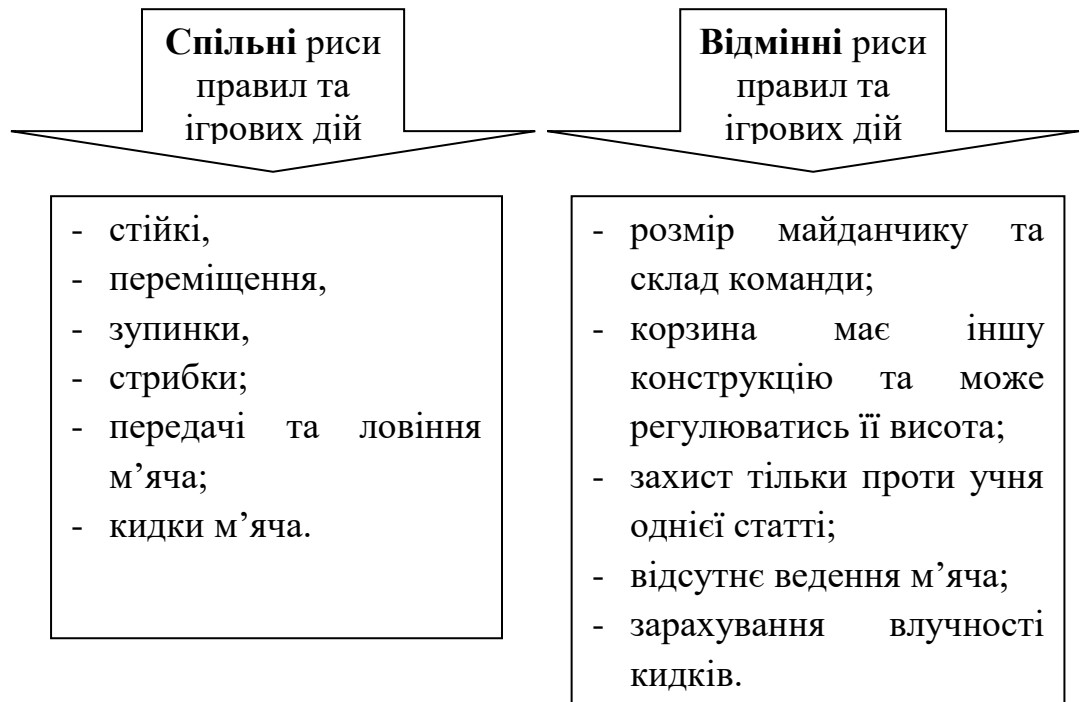 Спільні риси
правил та
ігрових дій
- стійкі,
- переміщення,
- зупинки,
- стрибки;
- передачі та ловіння
м’яча;
- кидки м’яча.
Відмінні риси
правил та
ігрових дій
- розмір майданчику та
склад команди;
- корзина має іншу
конструкцію та може
регулюватись її висота;
- захист тільки проти учня
однієї статті;
- відсутнє ведення м’яча;
- зарахування влучності
кидків.